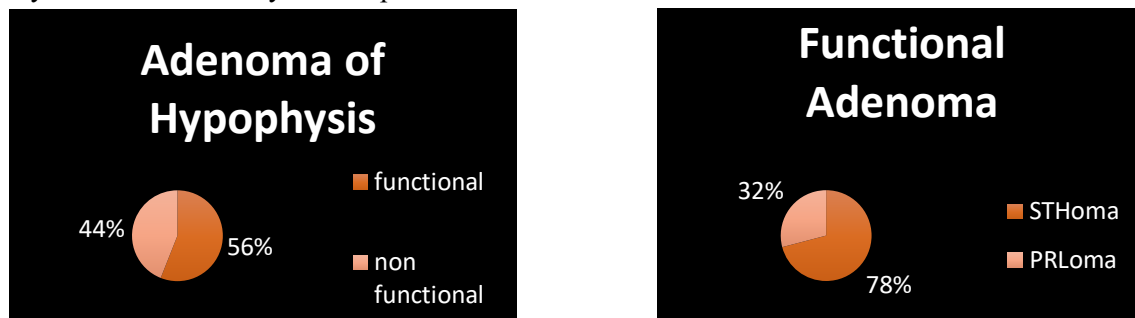 Adenoma of
Hypophysis
functional
44%
56%
non
functional
Functional
Adenoma
32%
STHoma
PRLoma
78%